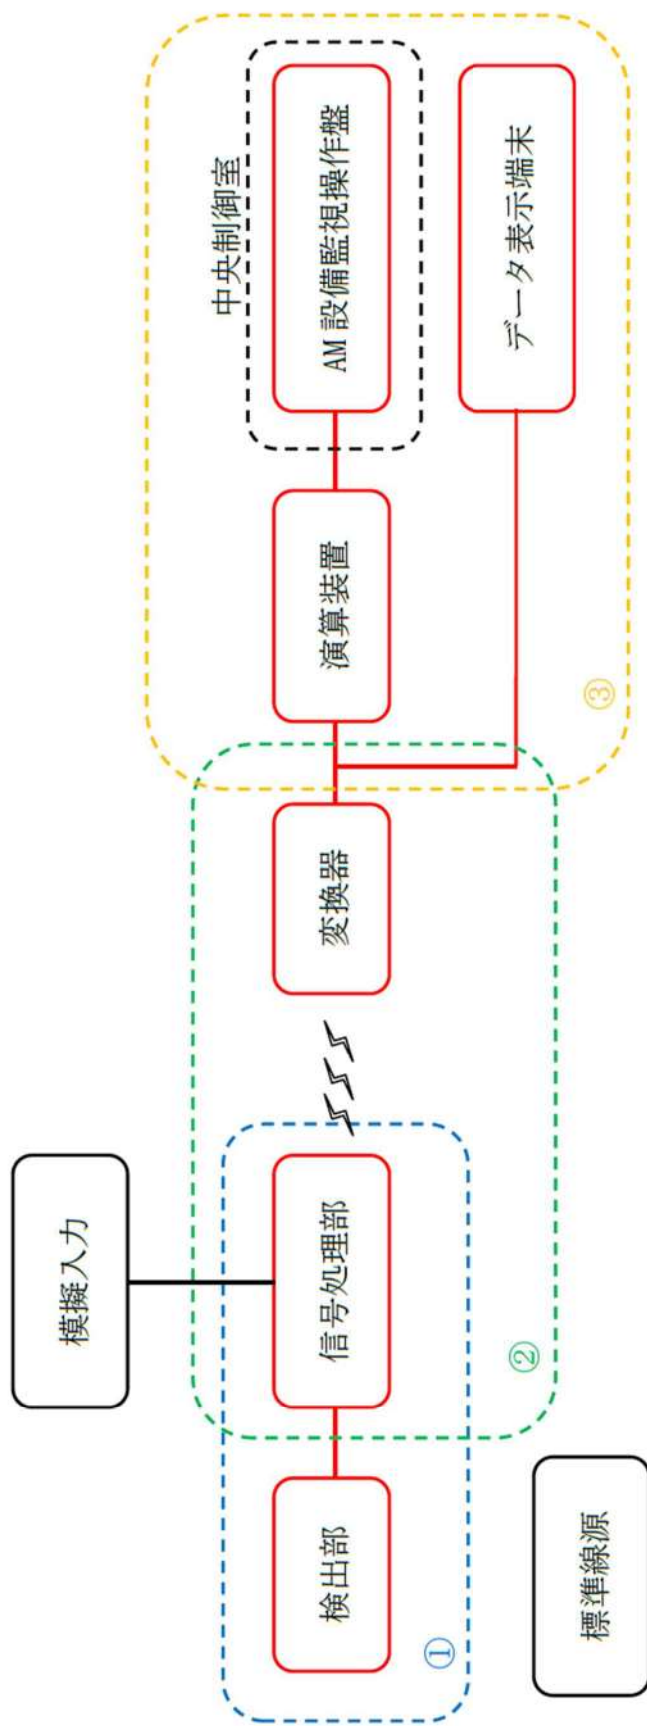 模擬入力
検出部
信号処理部
変換器
演算装置
中央制御室
AM 設備監視操作盤
データ表示端末
標準線源
①
②
③